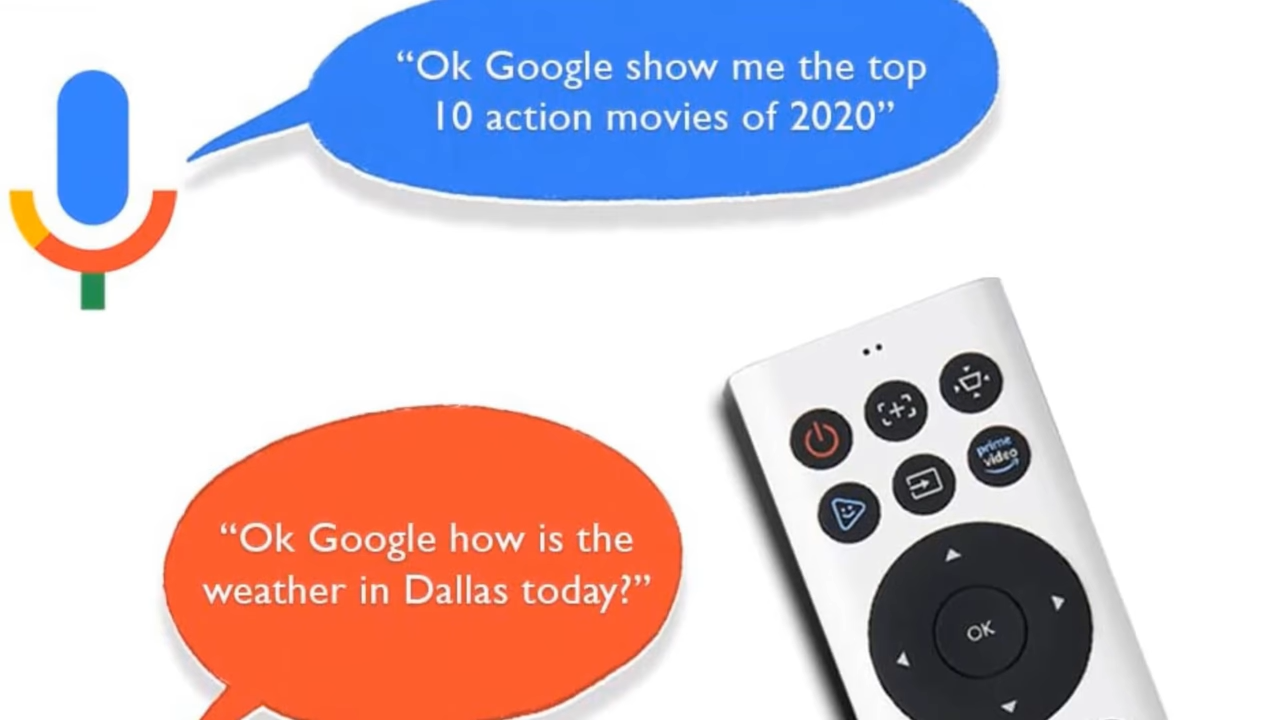 “Ok Google show me the top
10 action movies of 2020”
prime
video
“Ok Google how is the
weather in Dallas today?”
OK